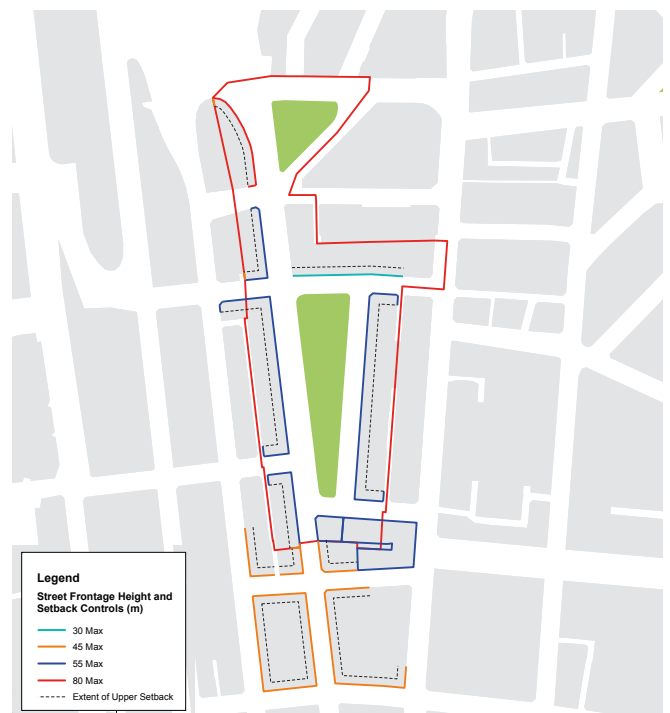 Legend
Street Frontage Height and
Setback Controls (m)
30 Max
45 Max
55 Max
80 Max
Extent of Upper Setback